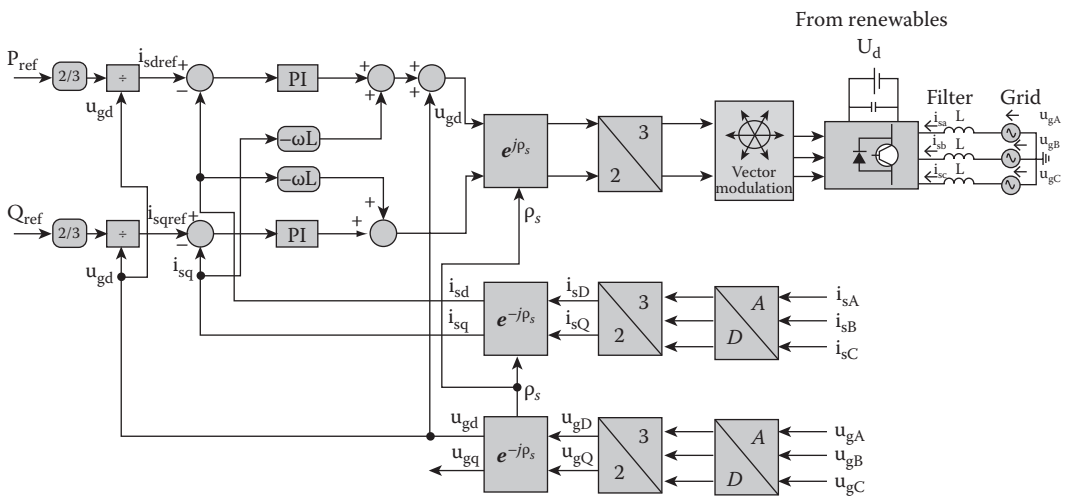 From renewables
U_d
P_ref
2/3
÷
u_gd
i_sdref
+
−
PI
+
+
+
+
u_gd
−ωL
−ωL
Q_ref
2/3
÷
u_gd
i_sqref
+
−
i_sq
PI
+
+
e^jρ_s
ρ_s
3
2
Vector
modulation
Filter
Grid
i_sa
L
u_gA
i_sb
L
u_gB
i_sc
L
u_gC
i_sd
i_sq
e^−jρ_s
i_sD
i_sQ
3
2
A
D
i_sA
i_sB
i_sC
ρ_s
u_gd
u_gq
e^−jρ_s
u_gD
u_gQ
3
2
A
D
u_gA
u_gB
u_gC